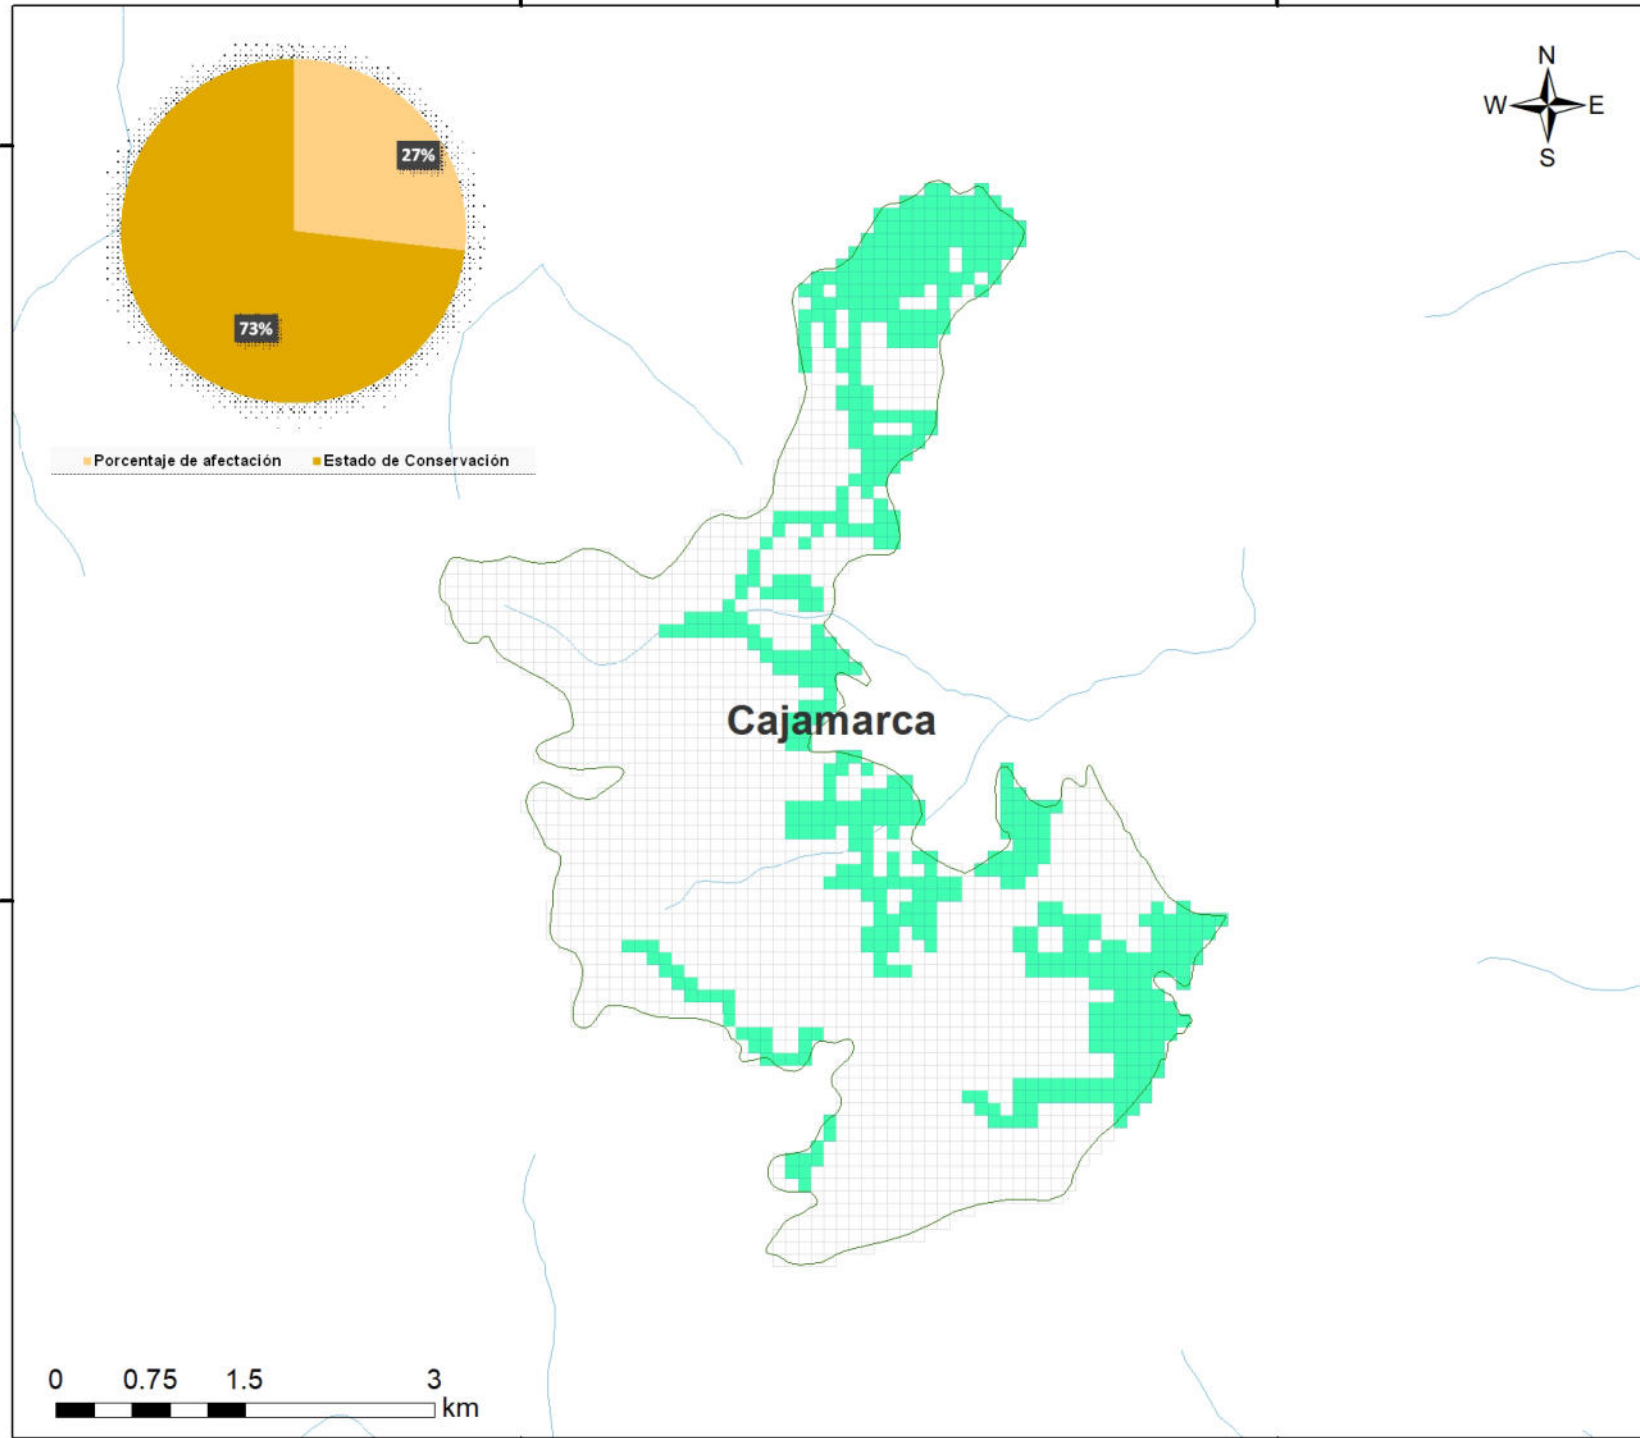 N
W E
S
27%
73%
Porcentaje de afectación Estado de Conservación
Cajamarca
0 0.75 1.5 3
km